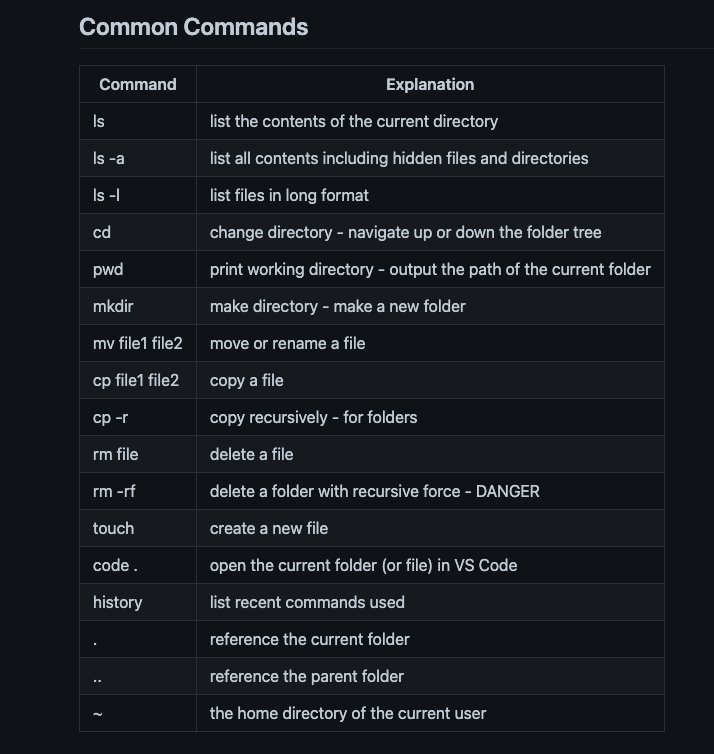 Common Commands
Command Explanation
ls list the contents of the current directory
ls -a list all contents including hidden files and directories
ls -l list files in long format
cd change directory - navigate up or down the folder tree
pwd print working directory - output the path of the current folder
mkdir make directory - make a new folder
mv file1 file2 move or rename a file
cp file1 file2 copy a file
cp -r copy recursively - for folders
rm file delete a file
rm -rf delete a folder with recursive force - DANGER
touch create a new file
code . open the current folder (or file) in VS Code
history list recent commands used
. reference the current folder
.. reference the parent folder
~ the home directory of the current user